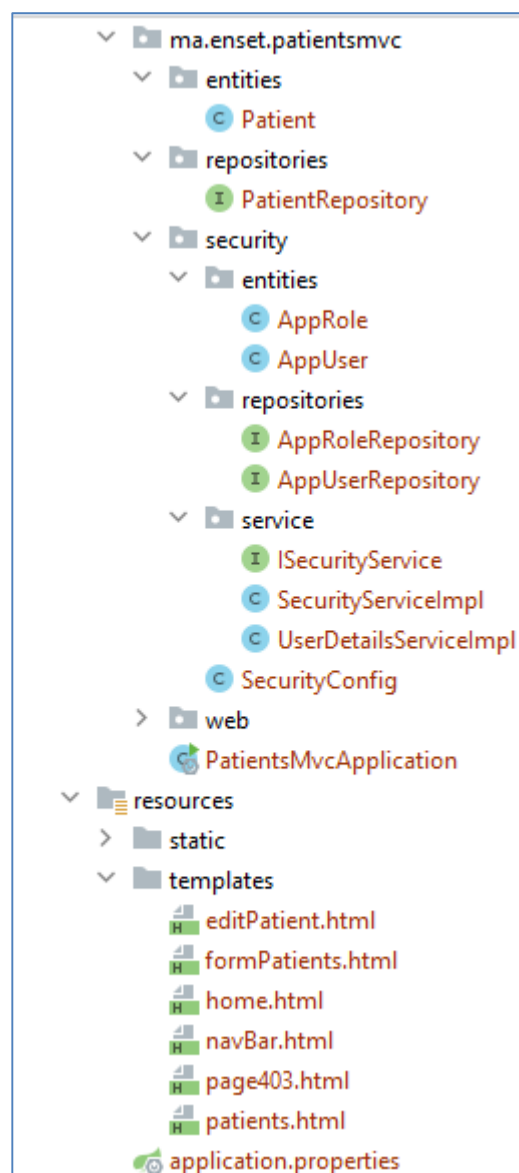 ma.enset.patientsmvc
entities
C Patient
repositories
I PatientRepository
security
entities
C AppRole
C AppUser
repositories
I AppRoleRepository
I AppUserRepository
service
I ISecurityService
C SecurityServiceImpl
C UserDetailsServiceImpl
C SecurityConfig
web
C PatientsMvcApplication
resources
static
templates
H editPatient.html
H formPatients.html
H home.html
H navBar.html
H page403.html
H patients.html
application.properties